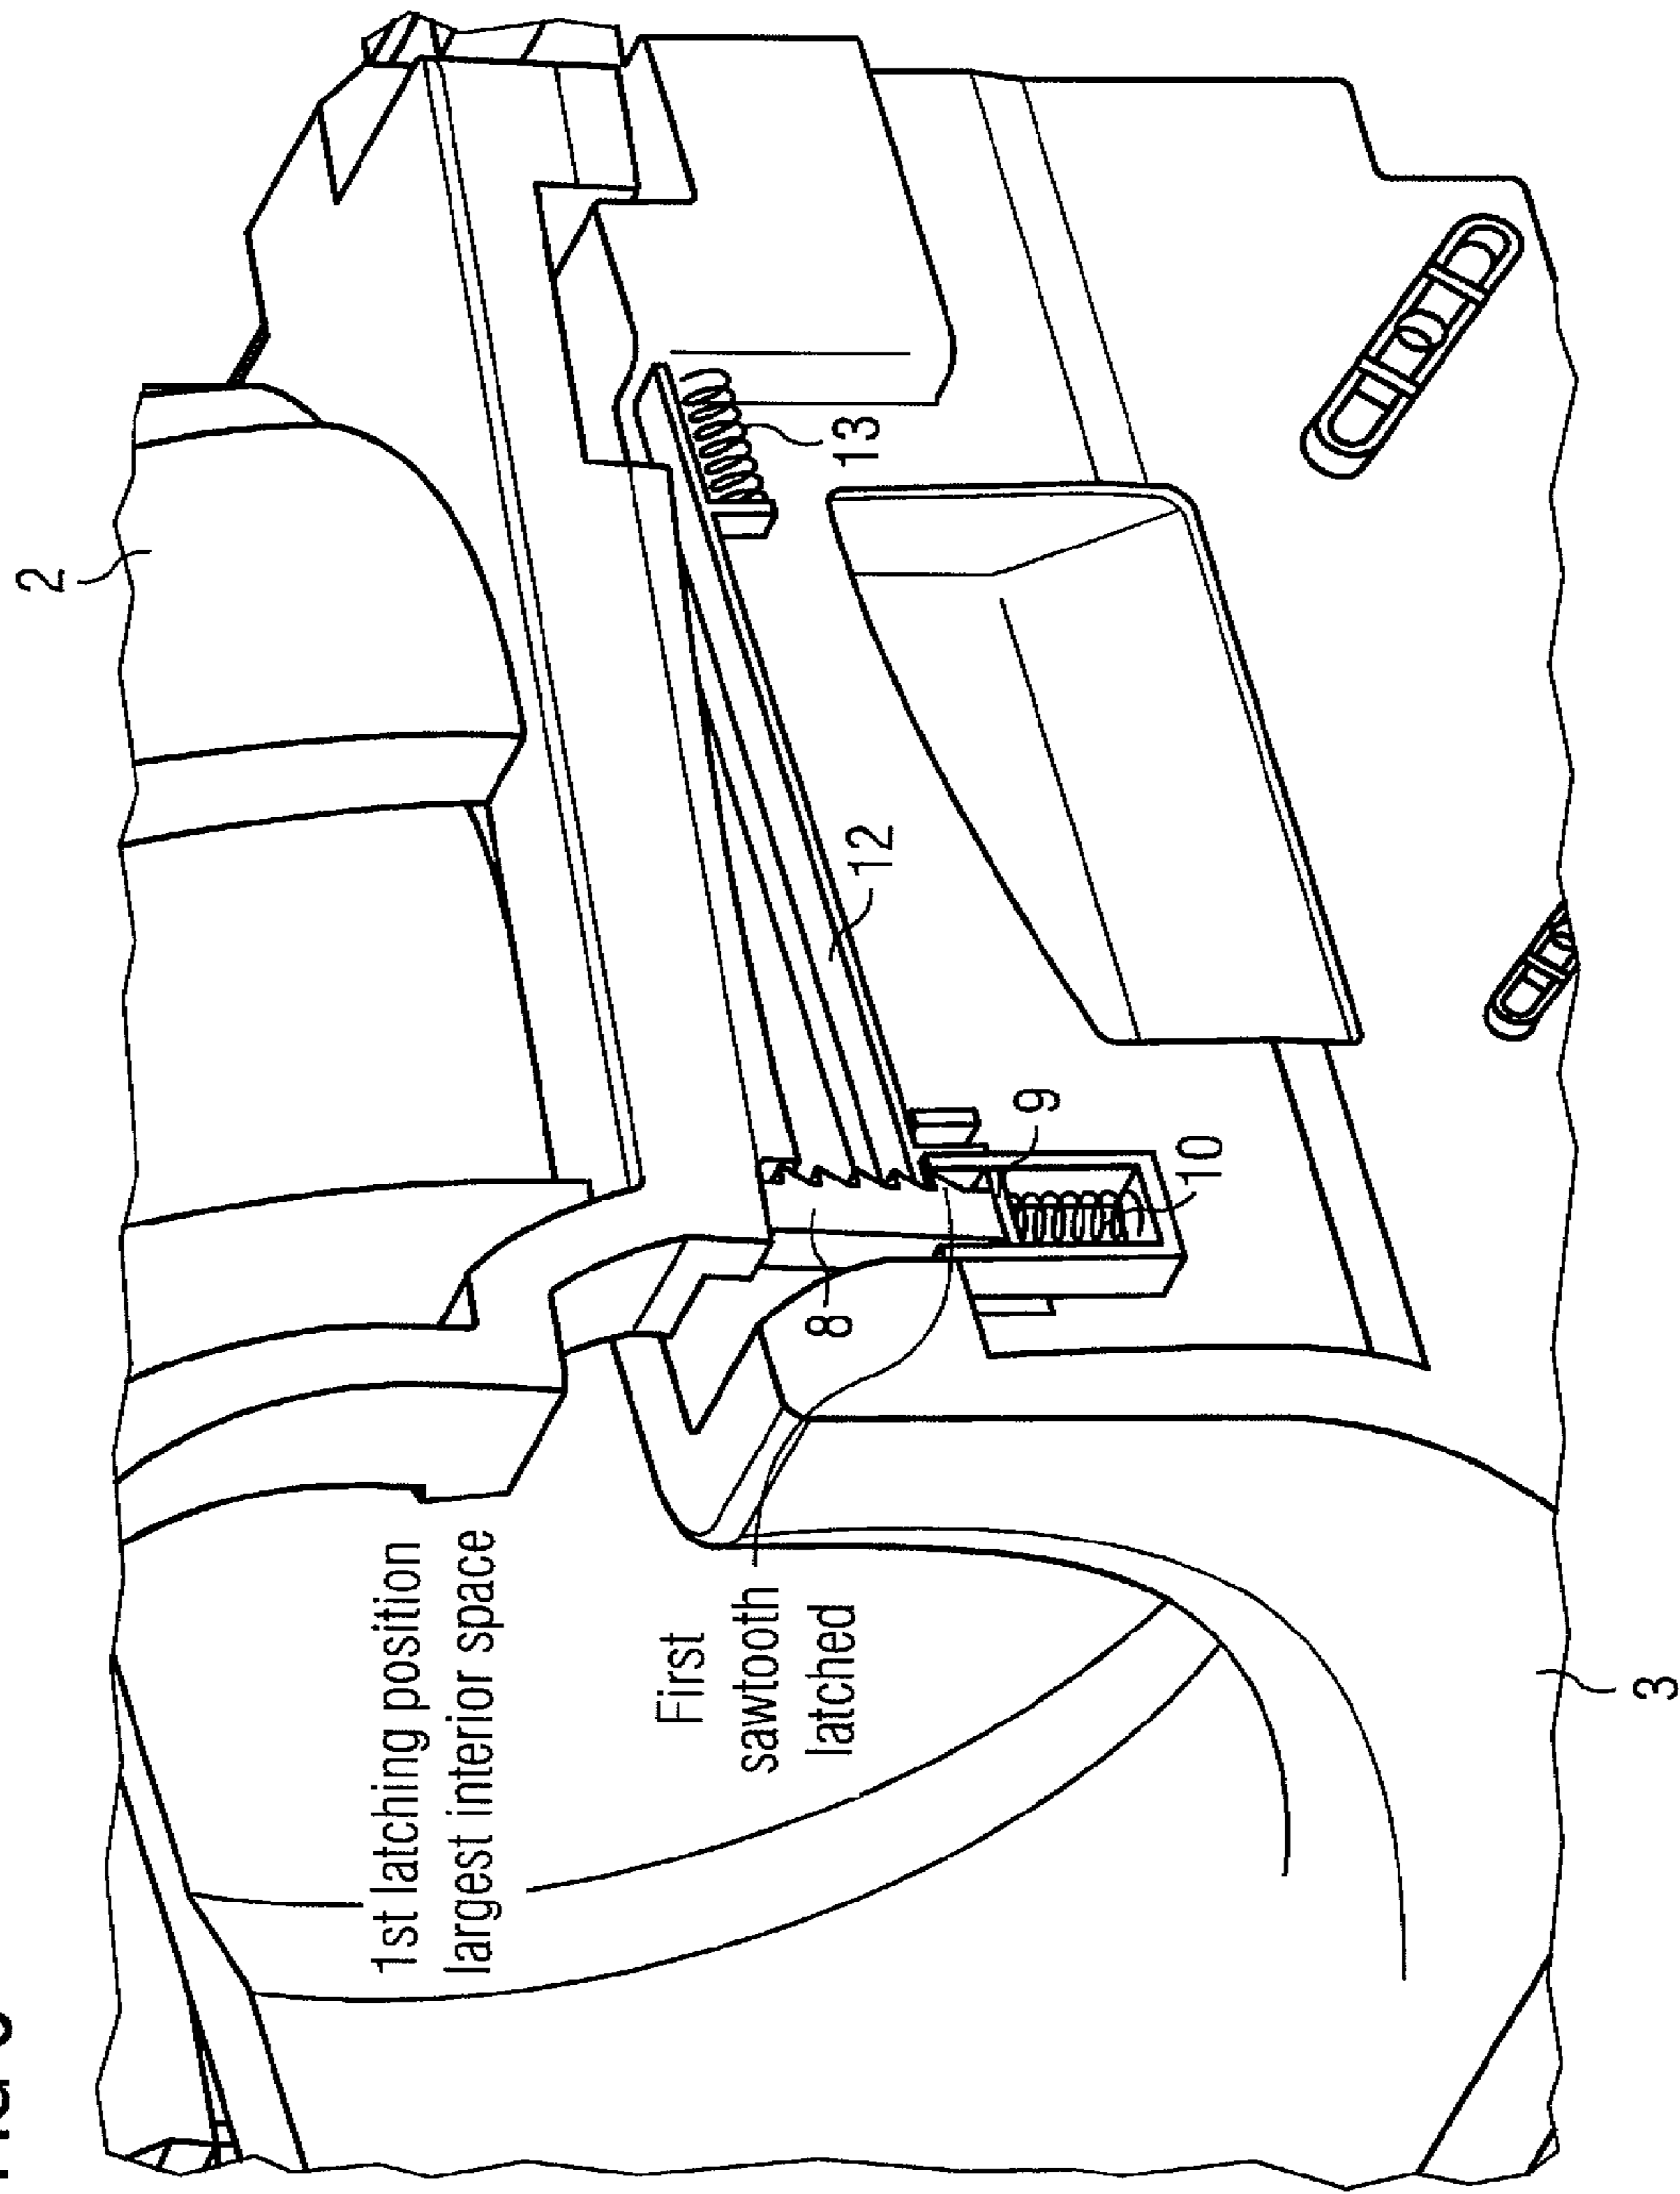 2
1st latching position
largest interior space
First
sawtooth
latched
8
12
13
9
10
3